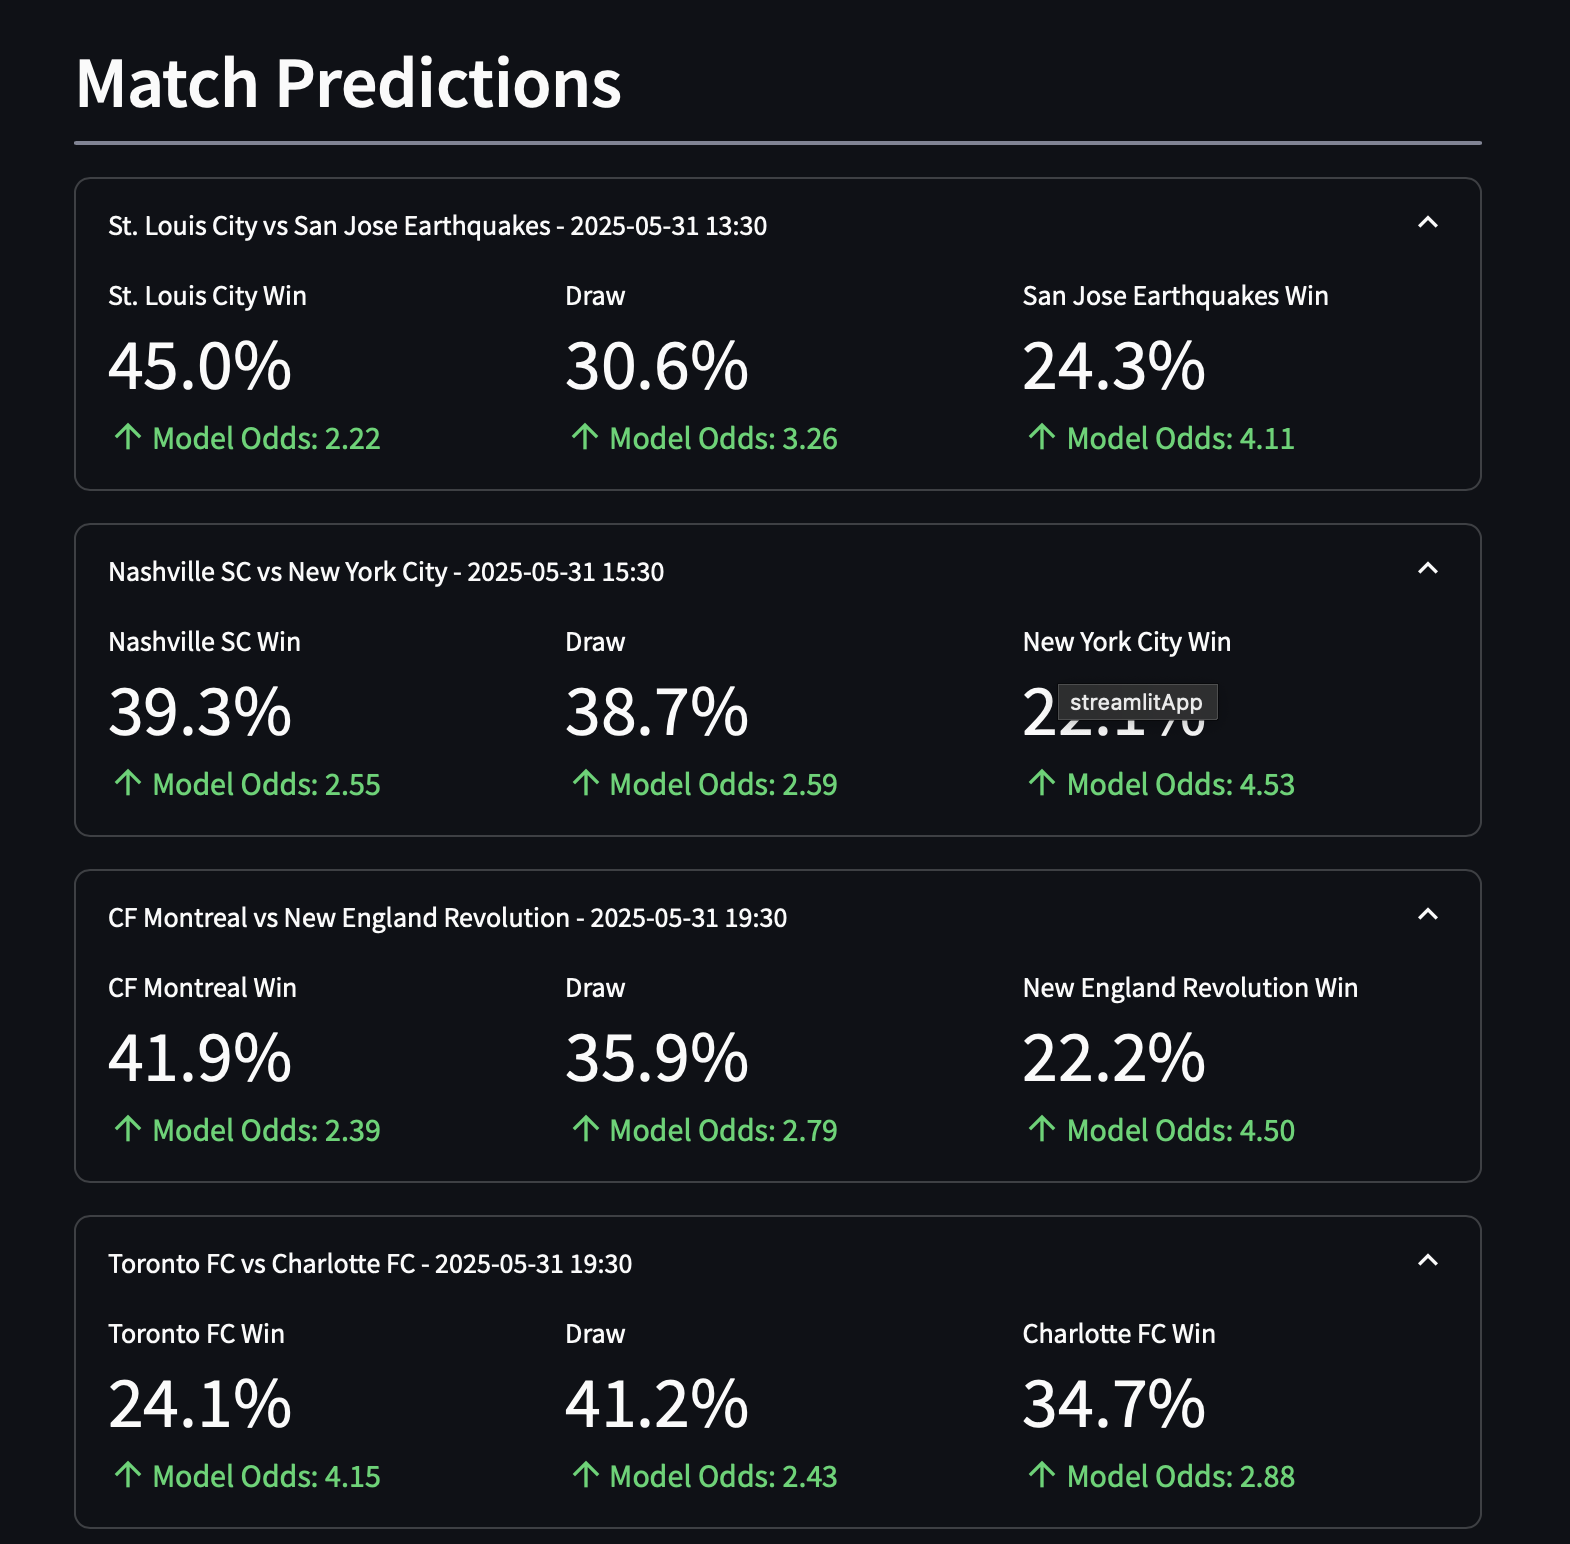 Match Predictions
St. Louis City vs San Jose Earthquakes - 2025-05-31 13:30
St. Louis City Win
Draw
San Jose Earthquakes Win
45.0%
30.6%
24.3%
↑ Model Odds: 2.22
↑ Model Odds: 3.26
↑ Model Odds: 4.11
Nashville SC vs New York City - 2025-05-31 15:30
Nashville SC Win
Draw
New York City Win
39.3%
38.7%
streamlitApp
↑ Model Odds: 2.55
↑ Model Odds: 2.59
↑ Model Odds: 4.53
CF Montreal vs New England Revolution - 2025-05-31 19:30
CF Montreal Win
Draw
New England Revolution Win
41.9%
35.9%
22.2%
↑ Model Odds: 2.39
↑ Model Odds: 2.79
↑ Model Odds: 4.50
Toronto FC vs Charlotte FC - 2025-05-31 19:30
Toronto FC Win
Draw
Charlotte FC Win
24.1%
41.2%
34.7%
↑ Model Odds: 4.15
↑ Model Odds: 2.43
↑ Model Odds: 2.88